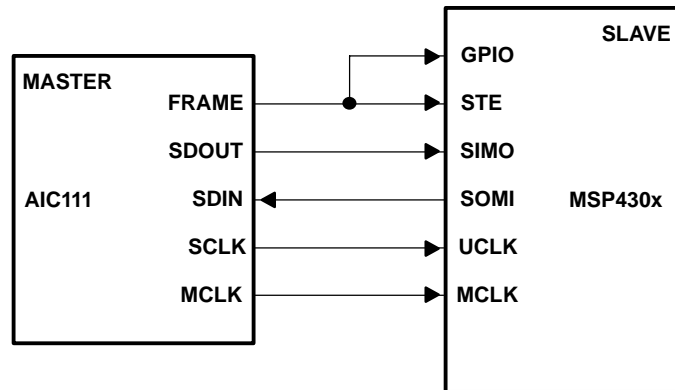 SLAVE
GPIO
MASTER
FRAME STE
SDOUT SIMO
AIC111 SDIN SOMI MSP430x
SCLK UCLK
MCLK MCLK